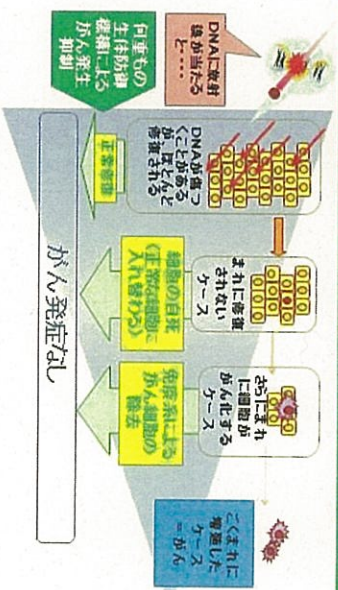 DNAに放射
線が当たる
と・・・・
DNAが傷つ
くことがある
がほとんど
修復される
まれに修復
されない
ケース
さらにまれ
に細胞が
がん化する
ケース
ごくまれに
増殖した
ケース
=がん
何重もの
生体防御
機構による
がん発生
抑制
正常修復
細胞の自死
(正常な細胞に
入れ替わる)
免疫系による
がん細胞の
除去
がん発症なし